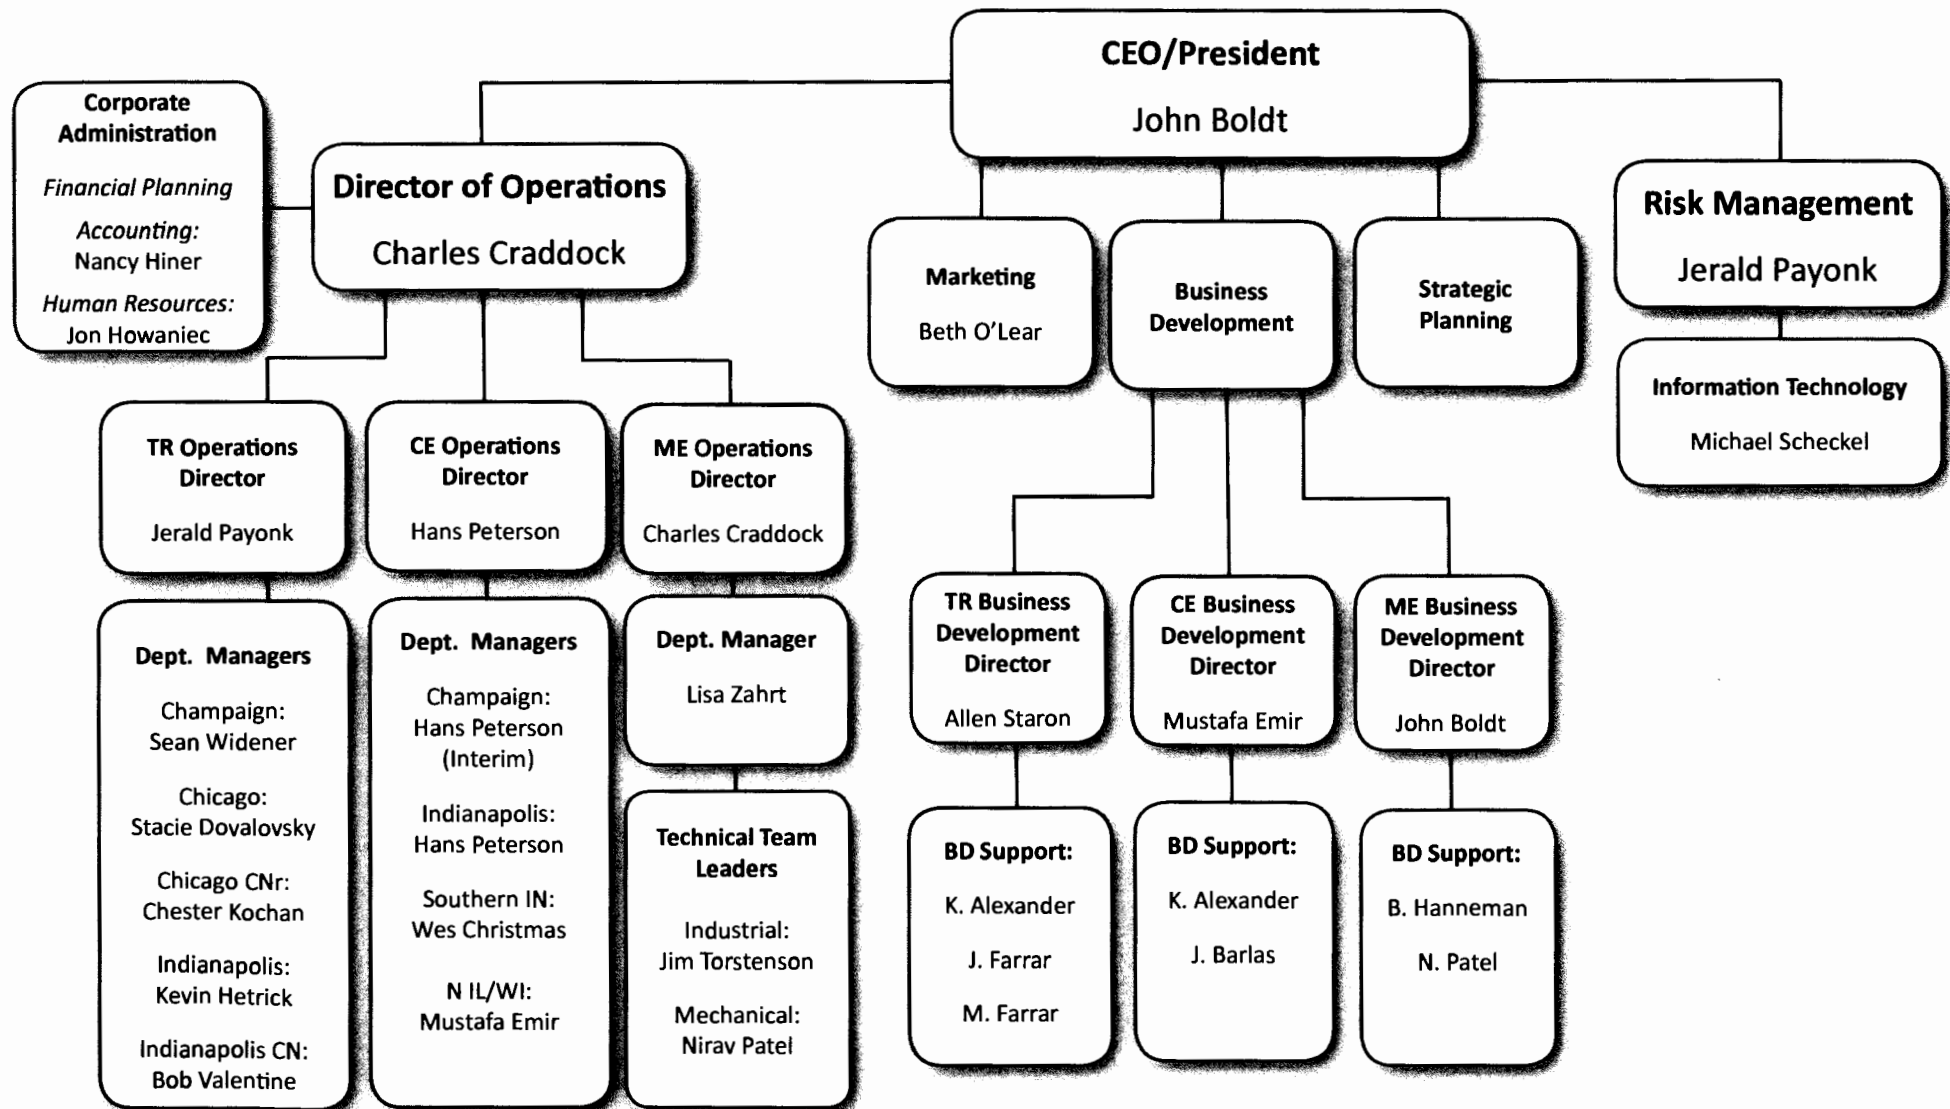 CEO/President
John Boldt
Corporate
Administration
Financial Planning
Accounting:
Nancy Hiner
Human Resources:
Jon Howaniec
Director of Operations
Charles Craddock
Risk Management
Jerald Payonk
Marketing
Beth O'Lear
Business
Development
Strategic
Planning
Information Technology
Michael Scheckel
TR Operations
Director
Jerald Payonk
CE Operations
Director
Hans Peterson
ME Operations
Director
Charles Craddock
Dept. Managers
Champaign:
Sean Widener
Chicago:
Stacie Dovalovsky
Chicago CNr:
Chester Kochan
Indianapolis:
Kevin Hetrick
Indianapolis CN:
Bob Valentine
Dept. Managers
Champaign:
Hans Peterson
(Interim)
Indianapolis:
Hans Peterson
Southern IN:
Wes Christmas
N IL/WI:
Mustafa Emir
Dept. Manager
Lisa Zahrt
Technical Team
Leaders
Industrial:
Jim Torstenson
Mechanical:
Nirav Patel
TR Business
Development
Director
Allen Staron
CE Business
Development
Director
Mustafa Emir
ME Business
Development
Director
John Boldt
BD Support:
K. Alexander
J. Farrar
M. Farrar
BD Support:
K. Alexander
J. Barlas
BD Support:
B. Hanneman
N. Patel